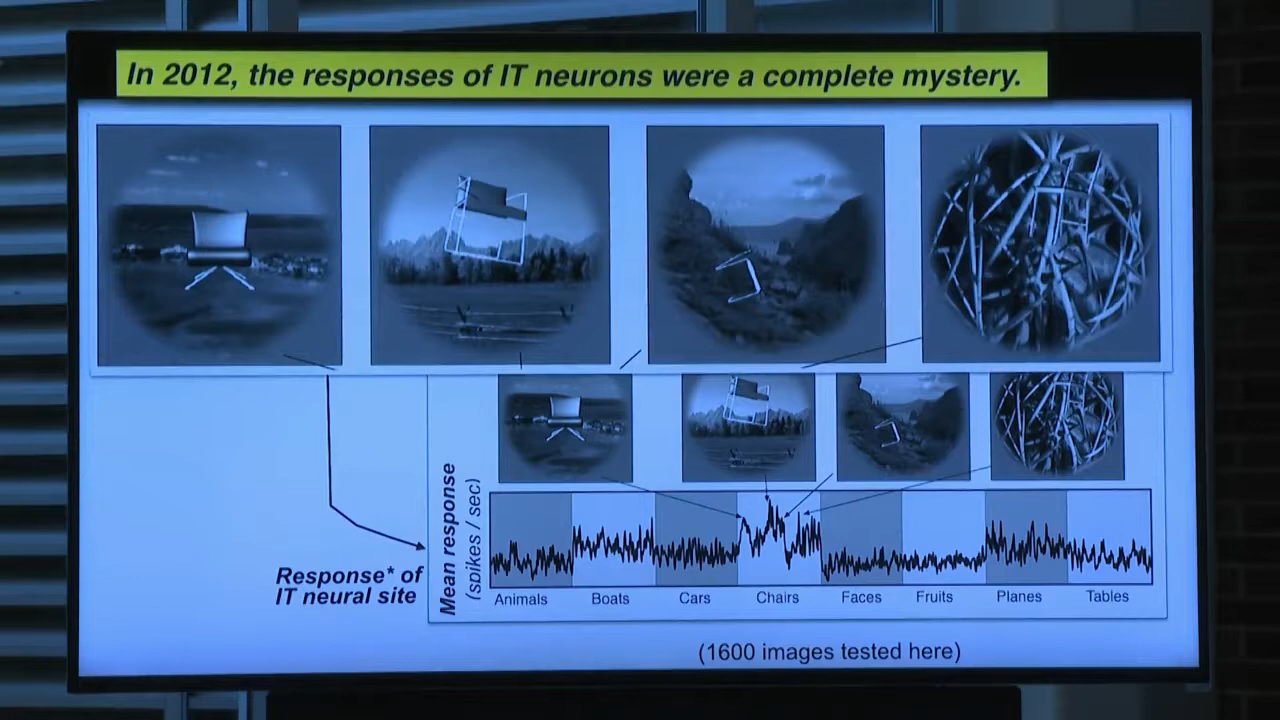 In 2012, the responses of IT neurons were a complete mystery.
Mean response
(spikes / sec)
Response* of
IT neural site
Animals Boats Cars Chairs Faces Fruits Planes Tables
(1600 images tested here)